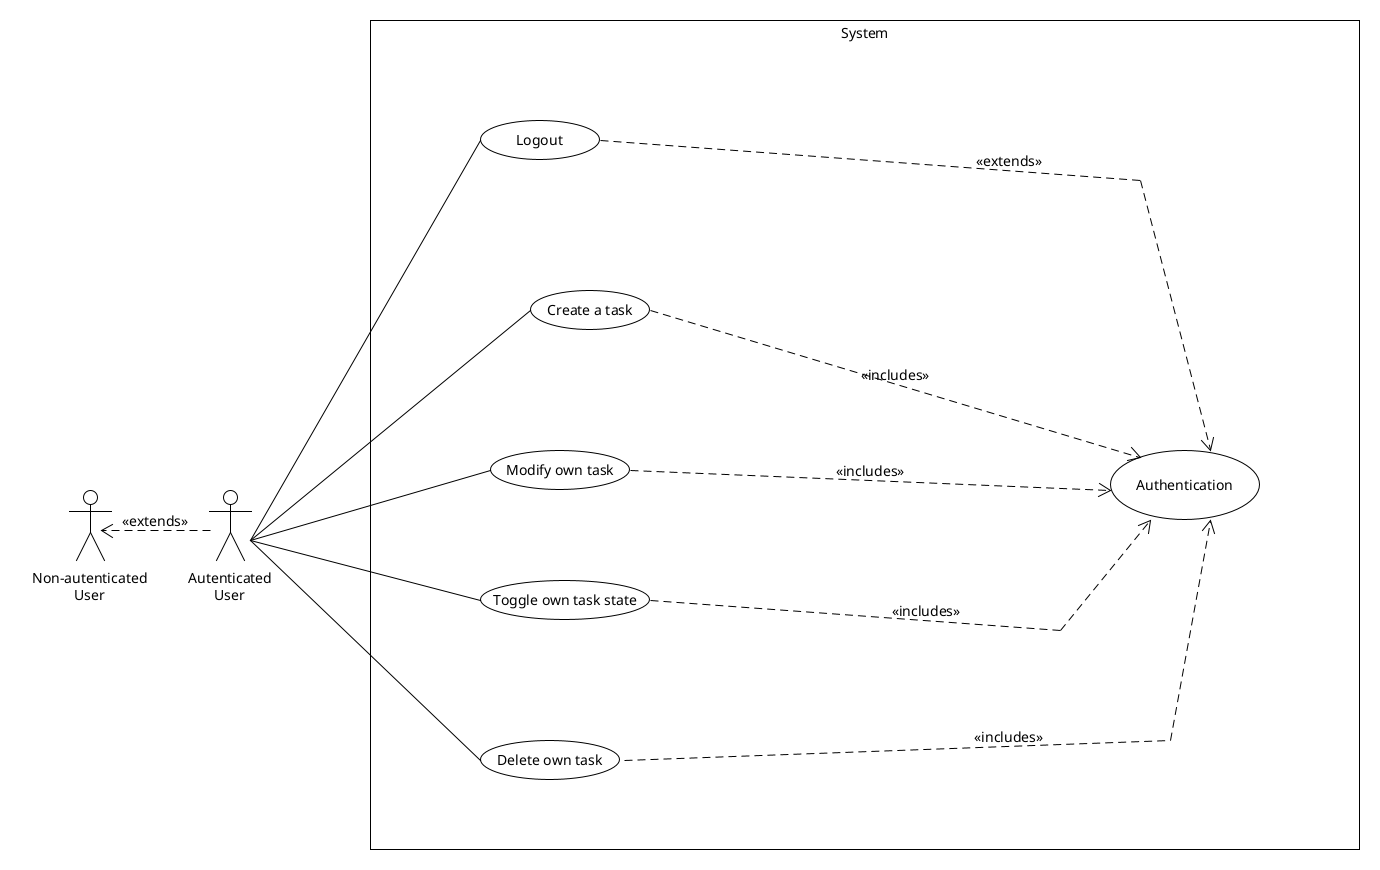 System
Logout
«extends»
Create a task
«includes»
Modify own task
«includes»
Authentication
«extends»
Non-autenticated
User
Autenticated
User
Toggle own task state
«includes»
Delete own task
«includes»